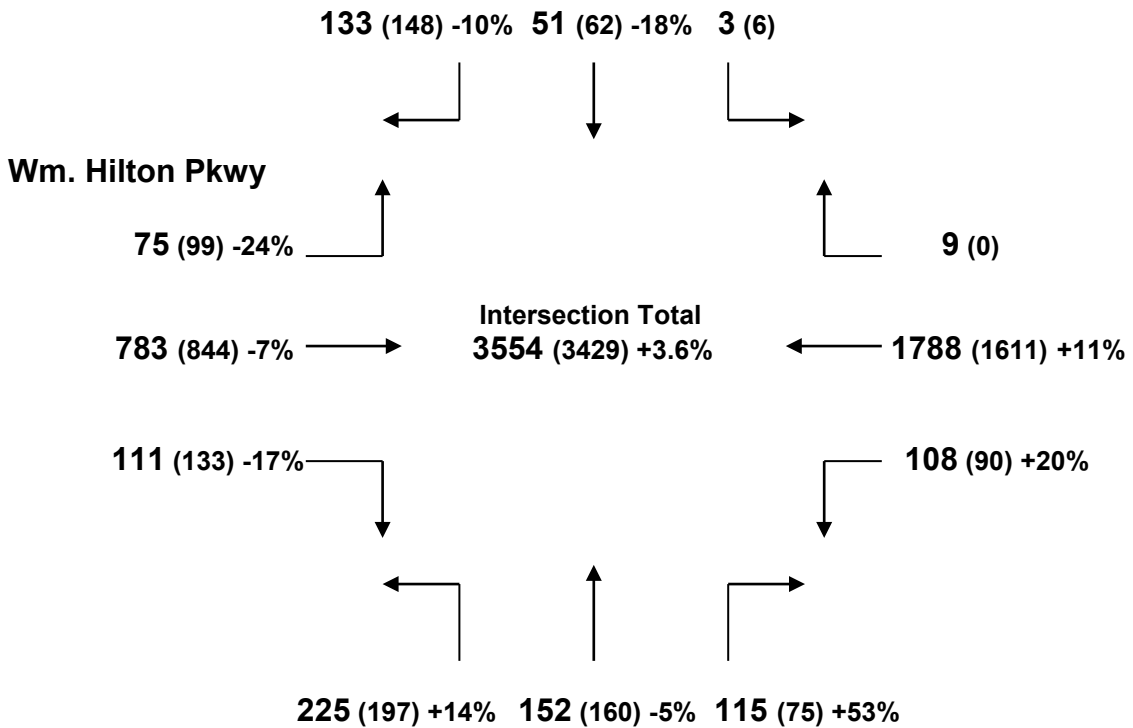 133 (148) -10% 51 (62) -18% 3 (6)
Wm. Hilton Pkwy
75 (99) -24% 9 (0)
Intersection Total
783 (844) -7% 3554 (3429) +3.6% 1788 (1611) +11%
111 (133) -17% 108 (90) +20%
225 (197) +14% 152 (160) -5% 115 (75) +53%